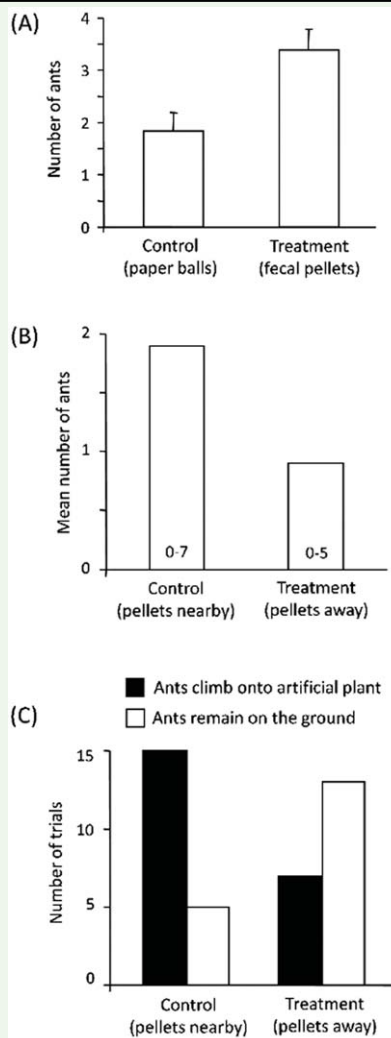 (A)
4
3
2
1
0
Number of ants
Control
(paper balls)
Treatment
(fecal pellets)
(B)
2
1
0
Mean number of ants
0-7
0-5
Control
(pellets nearby)
Treatment
(pellets away)
Ants climb onto artificial plant
Ants remain on the ground
(C)
15
10
5
0
Number of trials
Control
(pellets nearby)
Treatment
(pellets away)